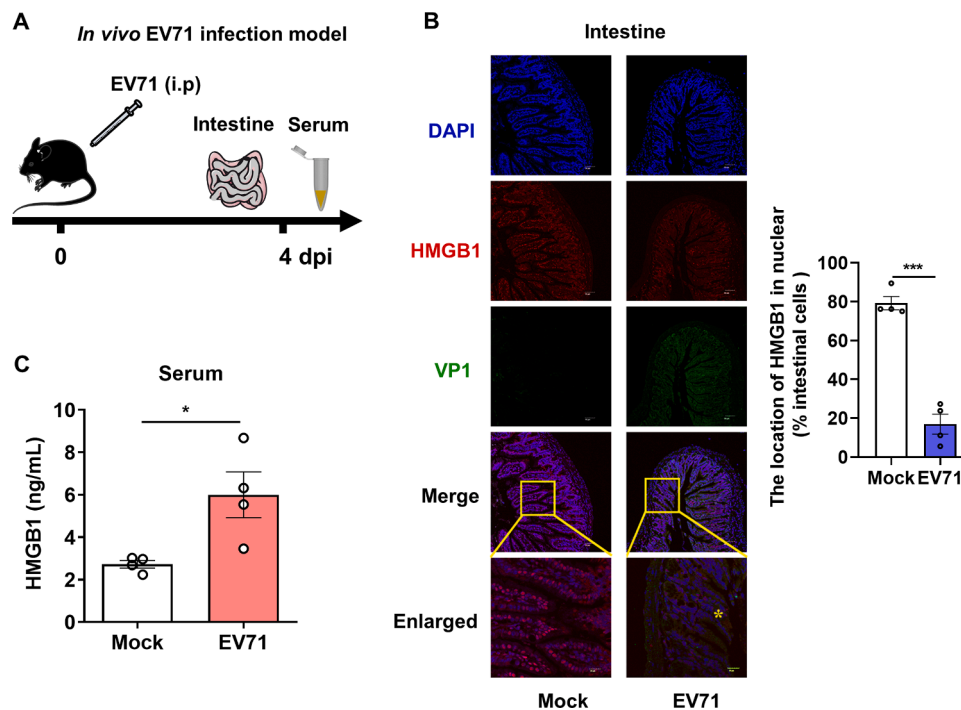 A
In vivo EV71 infection model
EV71 (i.p)
Intestine
Serum
0
4 dpi
B
Intestine
DAPI
HMGB1
VP1
Merge
Enlarged
*
Mock
EV71
The location of HMGB1 in nuclear
(% intestinal cells )
100
80
60
40
20
0
***
Mock
EV71
C
Serum
HMGB1 (ng/mL)
10
8
6
4
2
0
*
Mock
EV71